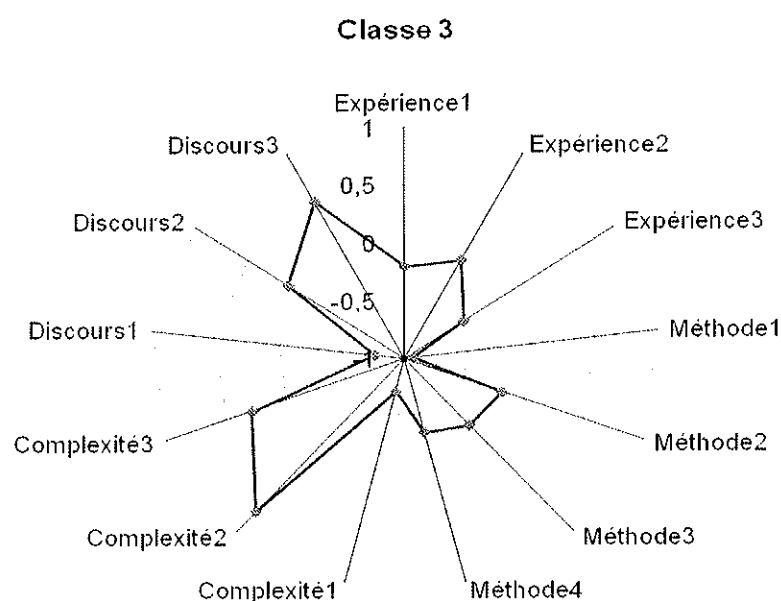 Classe 3
Expérience1
1
Expérience2
Discours3
0,5
Discours2
Expérience3
0
-0,5
Discours1
Méthode1
-1
Complexité3
Méthode2
Complexité2
Méthode3
Complexité1
Méthode4